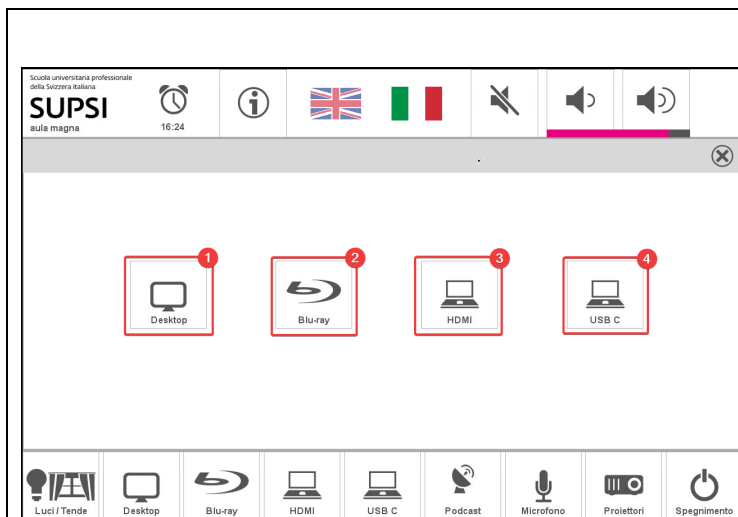 Scuola universitaria professionale
della Svizzera italiana
SUPSI
aula magna
16:24
1
2
3
4
Desktop
Blu-ray
HDMI
USB C
Luci / Tende
Desktop
Blu-ray
HDMI
USB C
Podcast
Microfono
Proiettori
Spegnimento